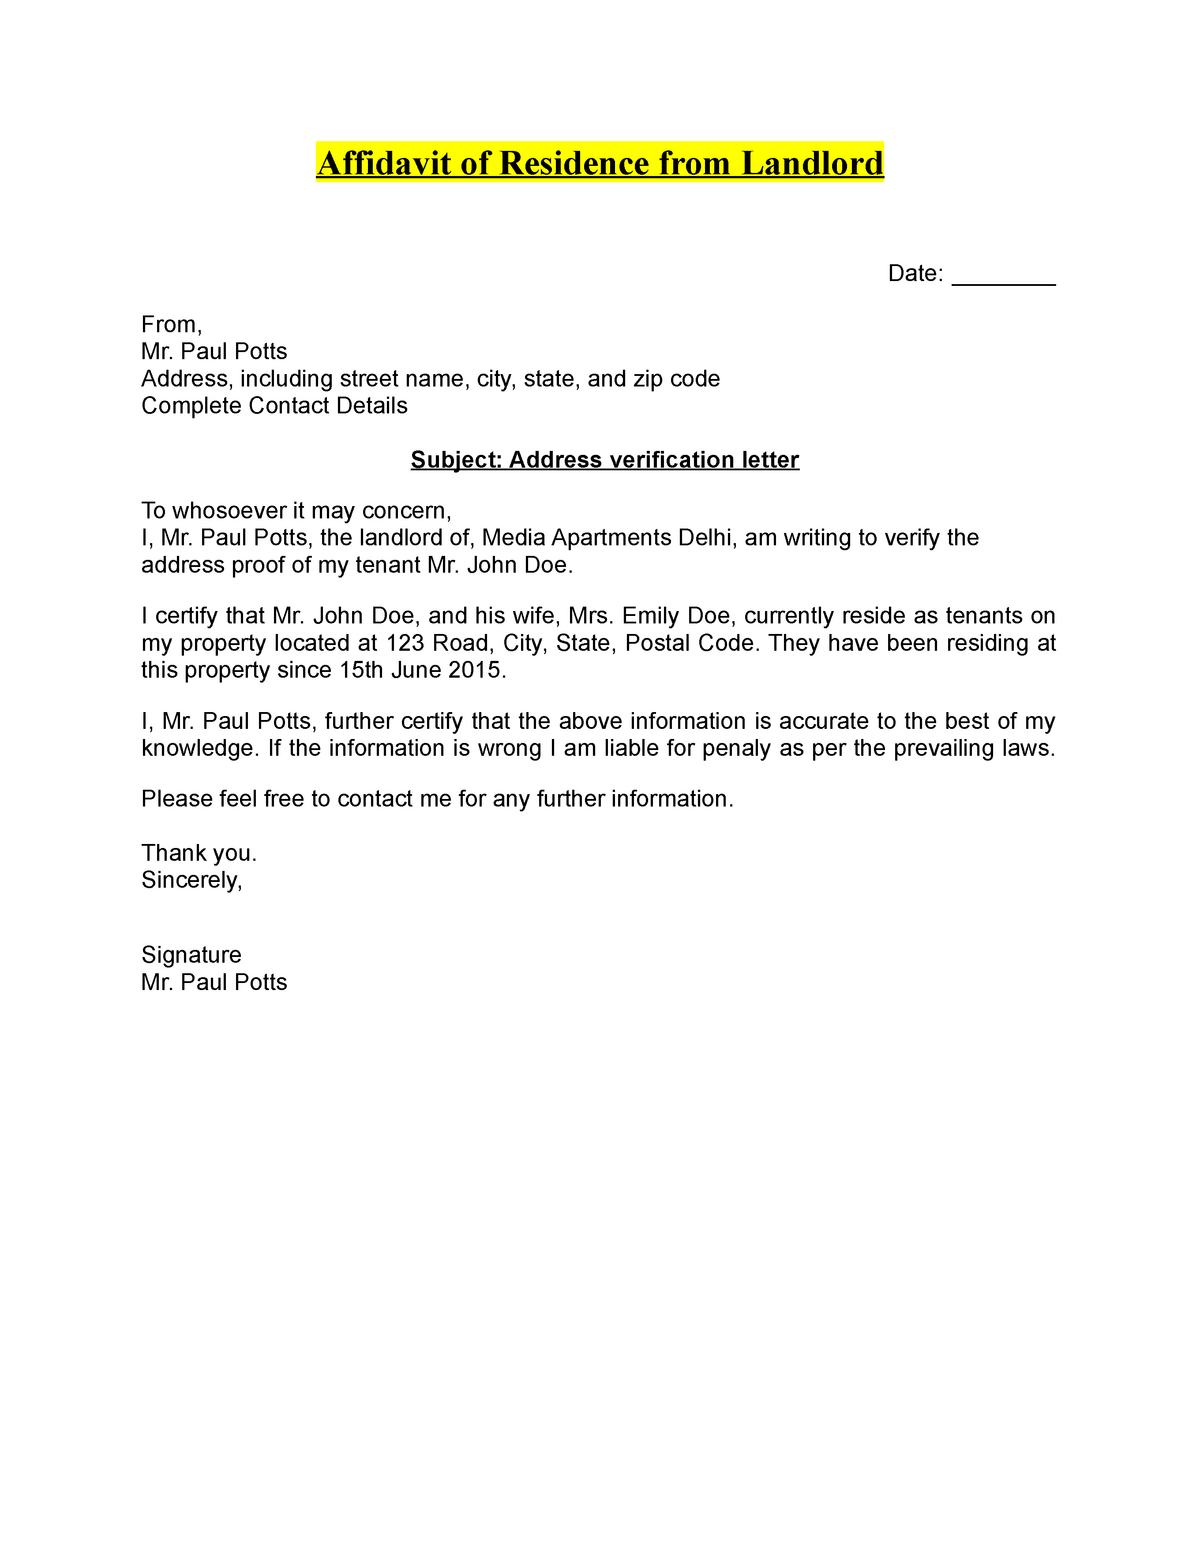 Affidavit of Residence from Landlord
Date: ________
From,
Mr. Paul Potts
Address, including street name, city, state, and zip code
Complete Contact Details
Subject: Address verification letter
To whosoever it may concern,
I, Mr. Paul Potts, the landlord of, Media Apartments Delhi, am writing to verify the
address proof of my tenant Mr. John Doe.
I certify that Mr. John Doe, and his wife, Mrs. Emily Doe, currently reside as tenants on
my property located at 123 Road, City, State, Postal Code. They have been residing at
this property since 15th June 2015.
I, Mr. Paul Potts, further certify that the above information is accurate to the best of my
knowledge. If the information is wrong I am liable for penaly as per the prevailing laws.
Please feel free to contact me for any further information.
Thank you.
Sincerely,
Signature
Mr. Paul Potts